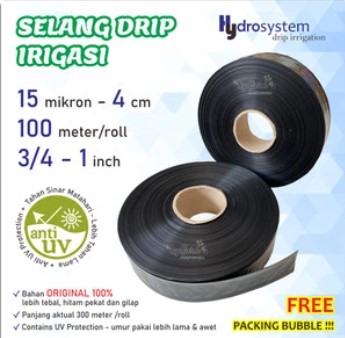 SELANG DRIP
IRIGASI
Hydrosystem
drip irrigation
15 mikron - 4 cm
100 meter/roll
3/4 - 1 inch
anti
UV
Anti UV Protection • Tahan Sinar Matahari - Lebih Tahan Lama •
✓ Bahan ORIGINAL 100%
lebih tebal, hitam pekat dan gilap
✓ Panjang aktual 300 meter /roll
✓ Contains UV Protection - umur pakai lebih lama & awet
FREE
PACKING BUBBLE !!!